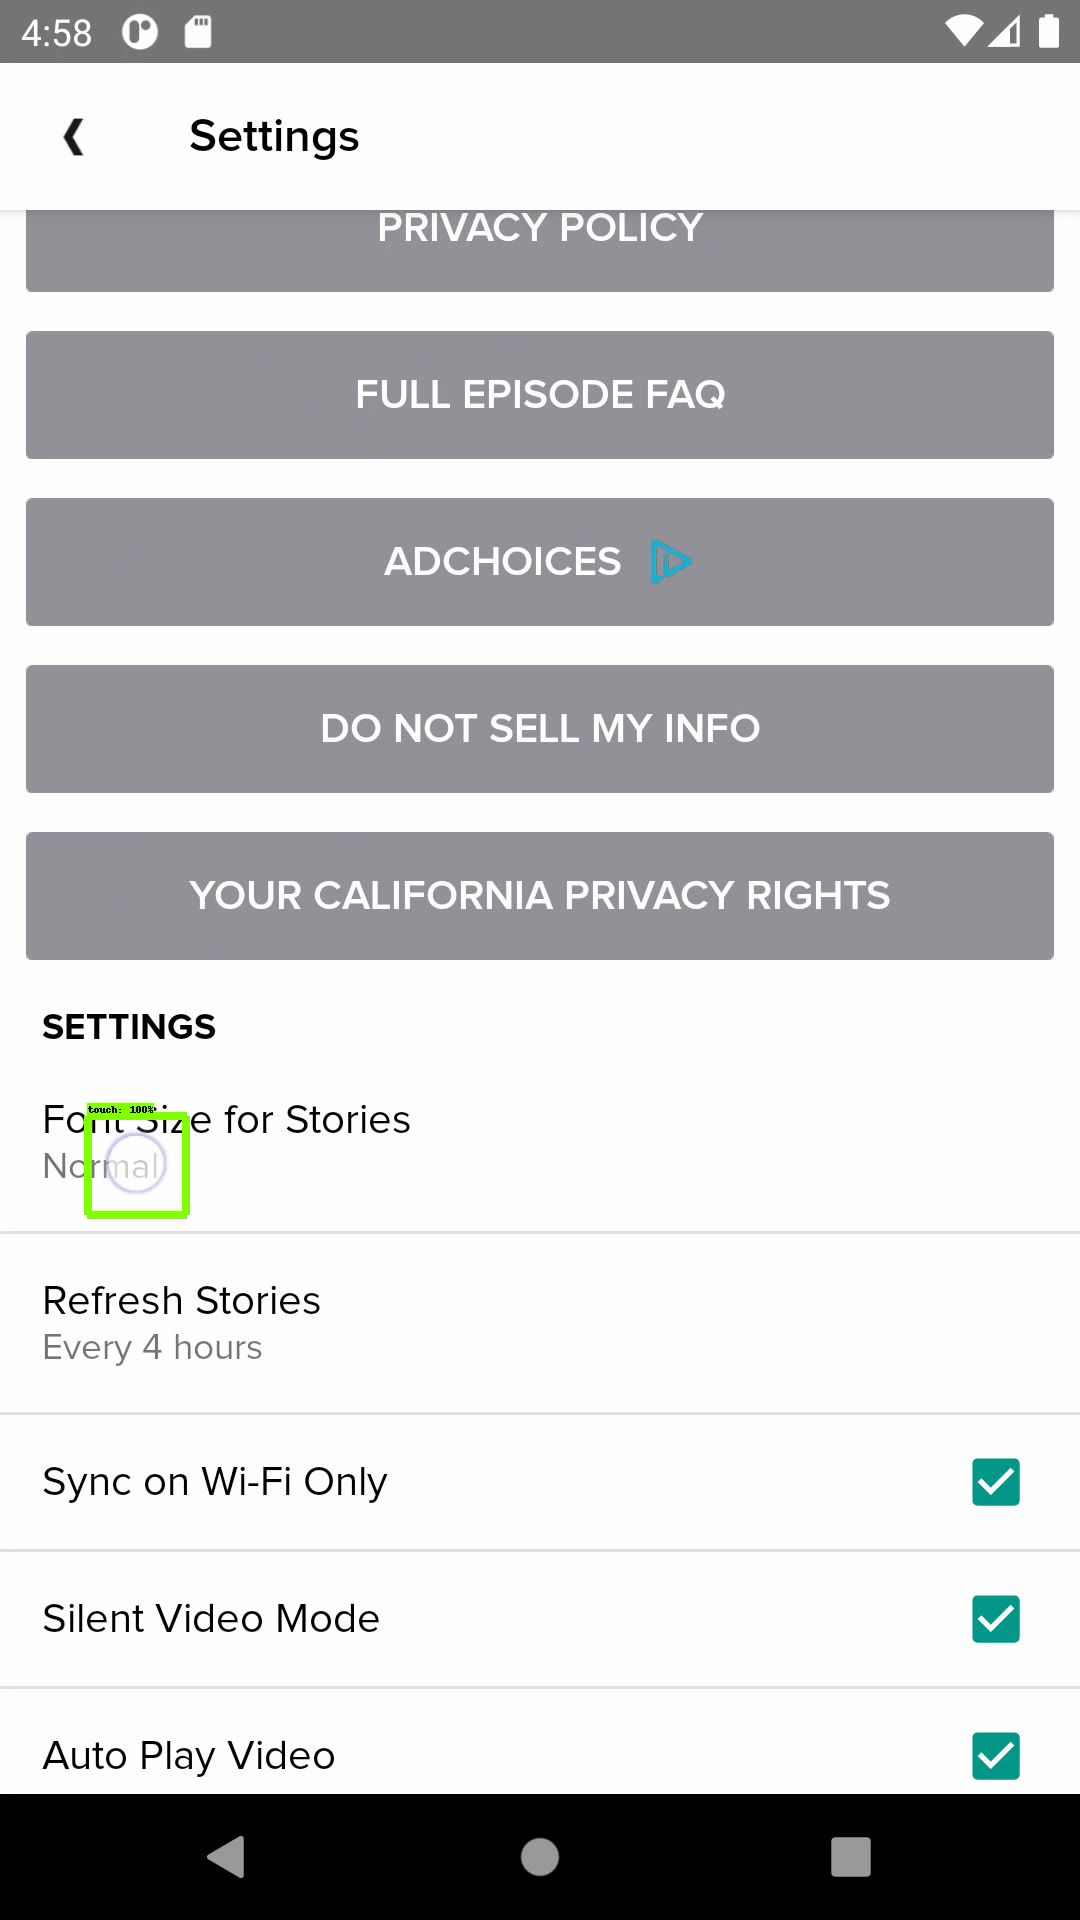 4:58
Settings
PRIVACY POLICY
FULL EPISODE FAQ
ADCHOICES
DO NOT SELL MY INFO
YOUR CALIFORNIA PRIVACY RIGHTS
SETTINGS
touch: 100%
Font Size for Stories
Normal
Refresh Stories
Every 4 hours
Sync on Wi-Fi Only
Silent Video Mode
Auto Play Video